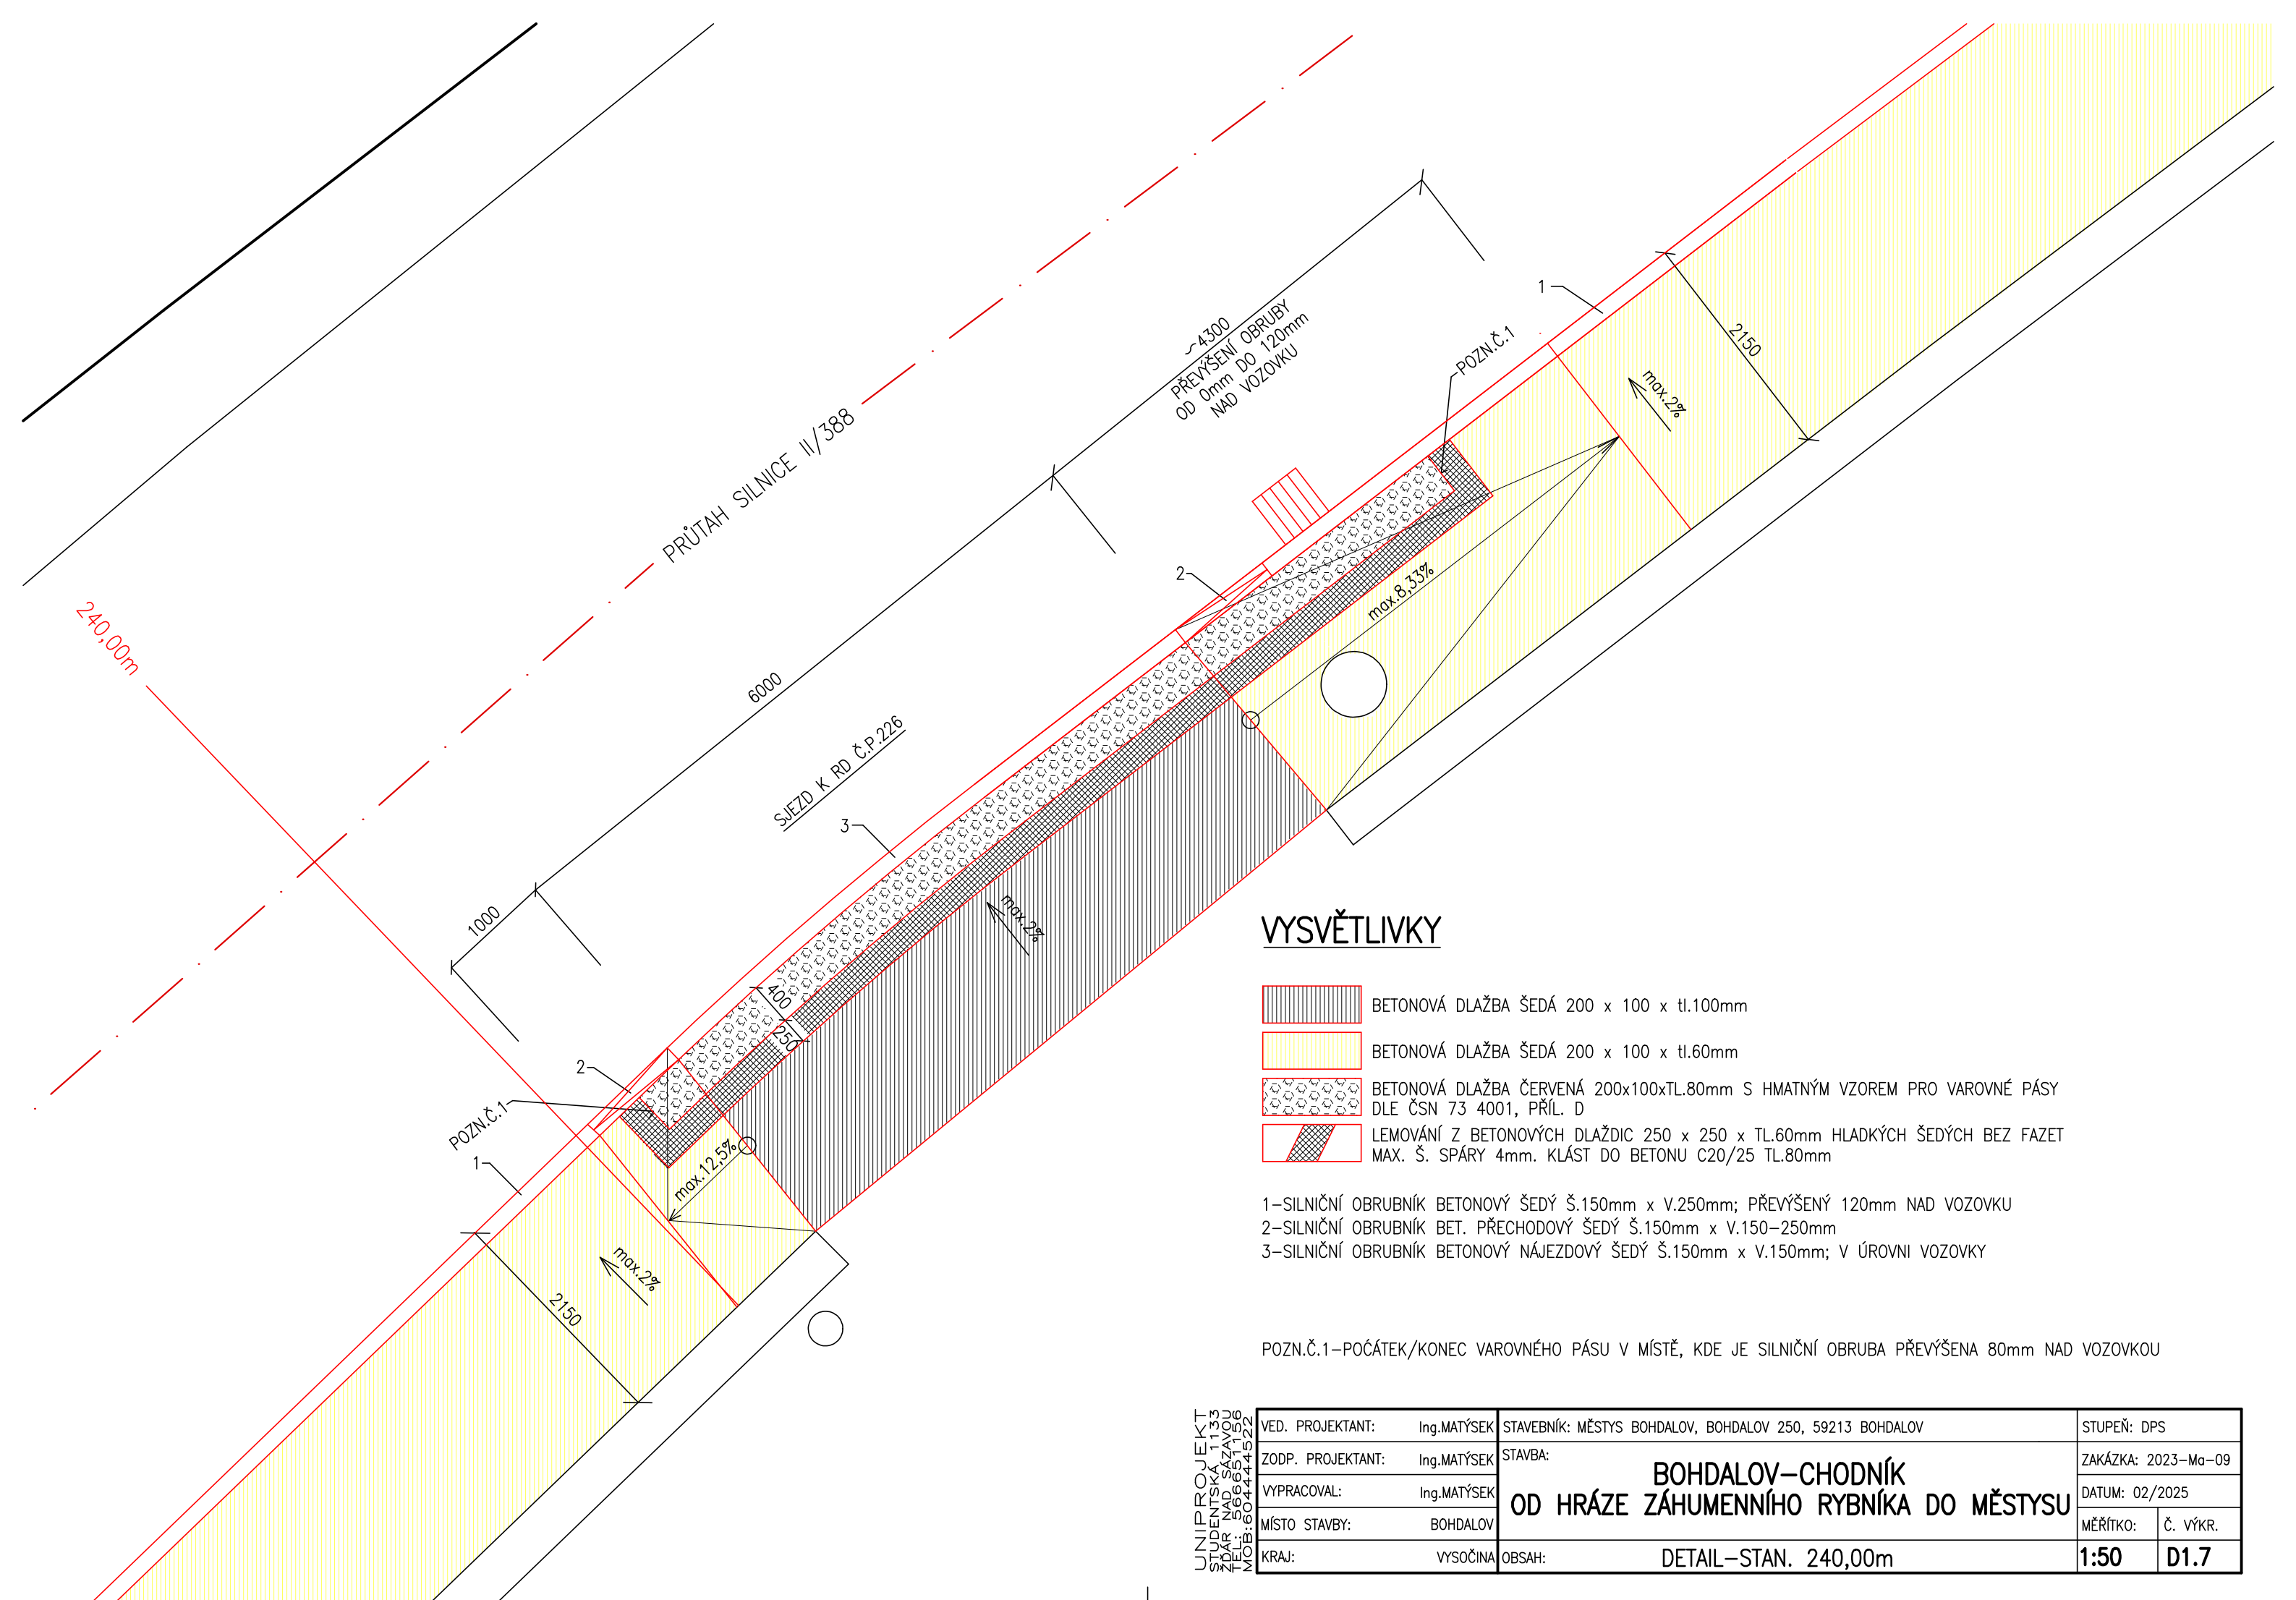 240,00m
PRŮTAH SILNICE II/388
~4300
PŘEVÝŠENÍ OBRUBY
OD 0mm DO 120mm
NAD VOZOVKU
6000
SJEZD K RD Č.P.226
1000
1
2150
POZN.Č.1
max.2%
2
max.8,33%
3
max.2%
400
250
2
POZN.Č.1
1
max.12,5%
max.2%
2150
VYSVĚTLIVKY
BETONOVÁ DLAŽBA ŠEDÁ 200 x 100 x tl.100mm
BETONOVÁ DLAŽBA ŠEDÁ 200 x 100 x tl.60mm
BETONOVÁ DLAŽBA ČERVENÁ 200x100xTL.80mm S HMATNÝM VZOREM PRO VAROVNÉ PÁSY
DLE ČSN 73 4001, PŘÍL. D
LEMOVÁNÍ Z BETONOVÝCH DLAŽDIC 250 x 250 x TL.60mm HLADKÝCH ŠEDÝCH BEZ FAZET
MAX. Š. SPÁRY 4mm. KLÁST DO BETONU C20/25 TL.80mm
1-SILNIČNÍ OBRUBNÍK BETONOVÝ ŠEDÝ Š.150mm x V.250mm; PŘEVÝŠENÝ 120mm NAD VOZOVKU
2-SILNIČNÍ OBRUBNÍK BET. PŘECHODOVÝ ŠEDÝ Š.150mm x V.150-250mm
3-SILNIČNÍ OBRUBNÍK BETONOVÝ NÁJEZDOVÝ ŠEDÝ Š.150mm x V.150mm; V ÚROVNI VOZOVKY
POZN.Č.1-POĆÁTEK/KONEC VAROVNÉHO PÁSU V MÍSTĚ, KDE JE SILNIČNÍ OBRUBA PŘEVÝŠENA 80mm NAD VOZOVKOU
UNIPROJEKT
STUDENTSKÁ 1133
ŽĎÁR NAD SÁZAVOU
TEL.: 566651156
MOB:604444522
VED. PROJEKTANT: Ing.MATÝSEK
ZODP. PROJEKTANT: Ing.MATÝSEK
VYPRACOVAL: Ing.MATÝSEK
MÍSTO STAVBY: BOHDALOV
KRAJ: VYSOČINA
STAVEBNÍK: MĚSTYS BOHDALOV, BOHDALOV 250, 59213 BOHDALOV
STAVBA:
BOHDALOV-CHODNÍK
OD HRÁZE ZÁHUMENNÍHO RYBNÍKA DO MĚSTYSU
OBSAH: DETAIL-STAN. 240,00m
STUPEŇ: DPS
ZAKÁZKA: 2023-Ma-09
DATUM: 02/2025
MĚŘÍTKO: Č. VÝKR.
1:50 D1.7